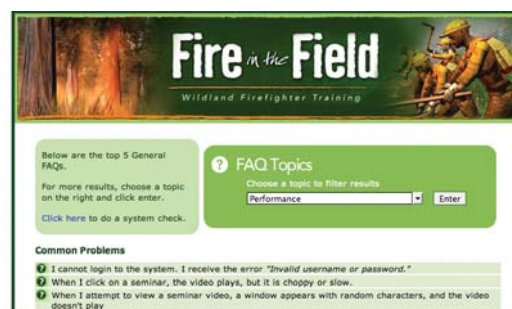 Fire in the Field
Wildland Firefighter Training
Below are the top 5 General
FAQs.
For more results, choose a topic
on the right and click enter.
Click here to do a system check.
? FAQ Topics
Choose a topic to filter results
Performance
Enter
Common Problems
? I cannot login to the system. I receive the error "Invalid username or password."
? When I click on a seminar, the video plays, but it is choppy or slow.
? When I attempt to view a seminar video, a window appears with random characters, and the video
doesn't play